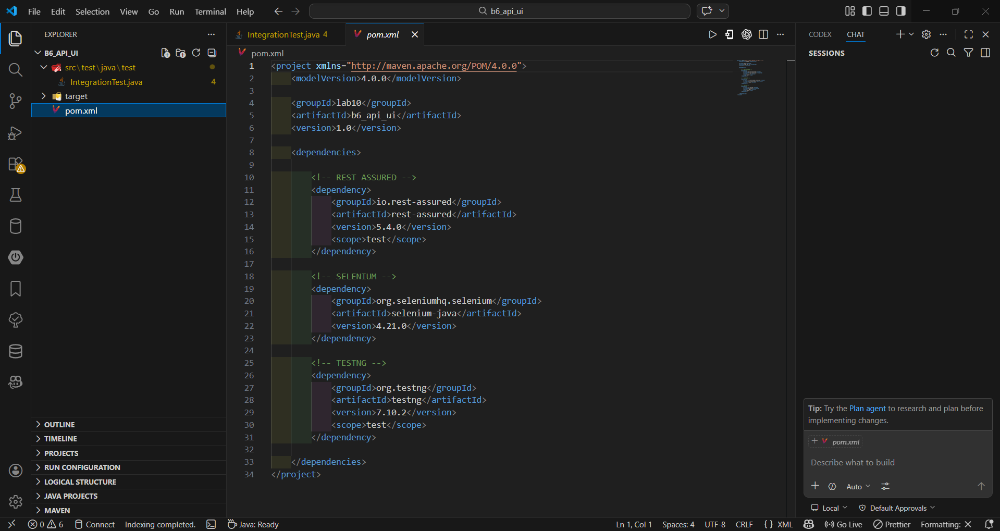 File Edit Selection View Go Run Terminal Help
b6_api_ui
EXPLORER
B6_API_UI
src\test\java\test
IntegrationTest.java 4
target
pom.xml
OUTLINE
TIMELINE
PROJECTS
RUN CONFIGURATION
LOGICAL STRUCTURE
JAVA PROJECTS
MAVEN
IntegrationTest.java 4
pom.xml
pom.xml
1 <project xmlns="http://maven.apache.org/POM/4.0.0">
2 <modelVersion>4.0.0</modelVersion>
3
4 <groupId>lab10</groupId>
5 <artifactId>b6_api_ui</artifactId>
6 <version>1.0</version>
7
8 <dependencies>
9
10 <!-- REST ASSURED -->
11 <dependency>
12 <groupId>io.rest-assured</groupId>
13 <artifactId>rest-assured</artifactId>
14 <version>5.4.0</version>
15 <scope>test</scope>
16 </dependency>
17
18 <!-- SELENIUM -->
19 <dependency>
20 <groupId>org.seleniumhq.selenium</groupId>
21 <artifactId>selenium-java</artifactId>
22 <version>4.21.0</version>
23 </dependency>
24
25 <!-- TESTNG -->
26 <dependency>
27 <groupId>org.testng</groupId>
28 <artifactId>testng</artifactId>
29 <version>7.10.2</version>
30 <scope>test</scope>
31 </dependency>
32
33 </dependencies>
34 </project>
CODEX CHAT
SESSIONS
Tip: Try the Plan agent to research and plan before
implementing changes.
pom.xml
Describe what to build
Auto
Local Default Approvals
0 6 Connect Indexing completed. Java: Ready
Ln 1, Col 1 Spaces: 4 UTF-8 CRLF { } XML Go Live Prettier Formatting: ✕